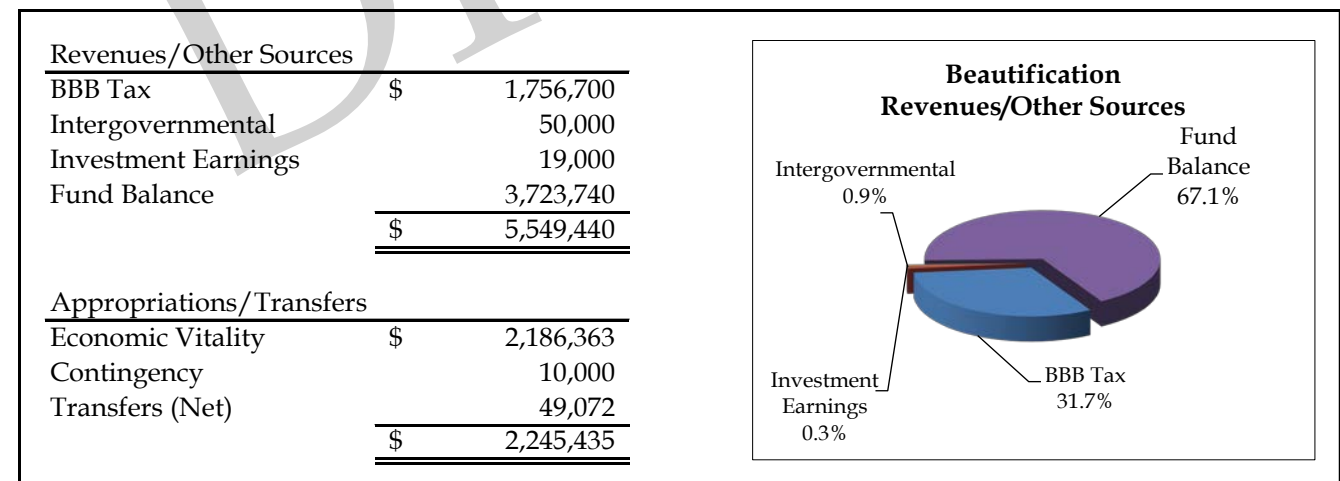 Revenues/Other Sources
BBB Tax $ 1,756,700
Intergovernmental 50,000
Investment Earnings 19,000
Fund Balance 3,723,740
$ 5,549,440
Appropriations/Transfers
Economic Vitality $ 2,186,363
Contingency 10,000
Transfers (Net) 49,072
$ 2,245,435
Beautification
Revenues/Other Sources
Fund
Balance
67.1%
Intergovernmental
0.9%
Investment
Earnings
0.3%
BBB Tax
31.7%